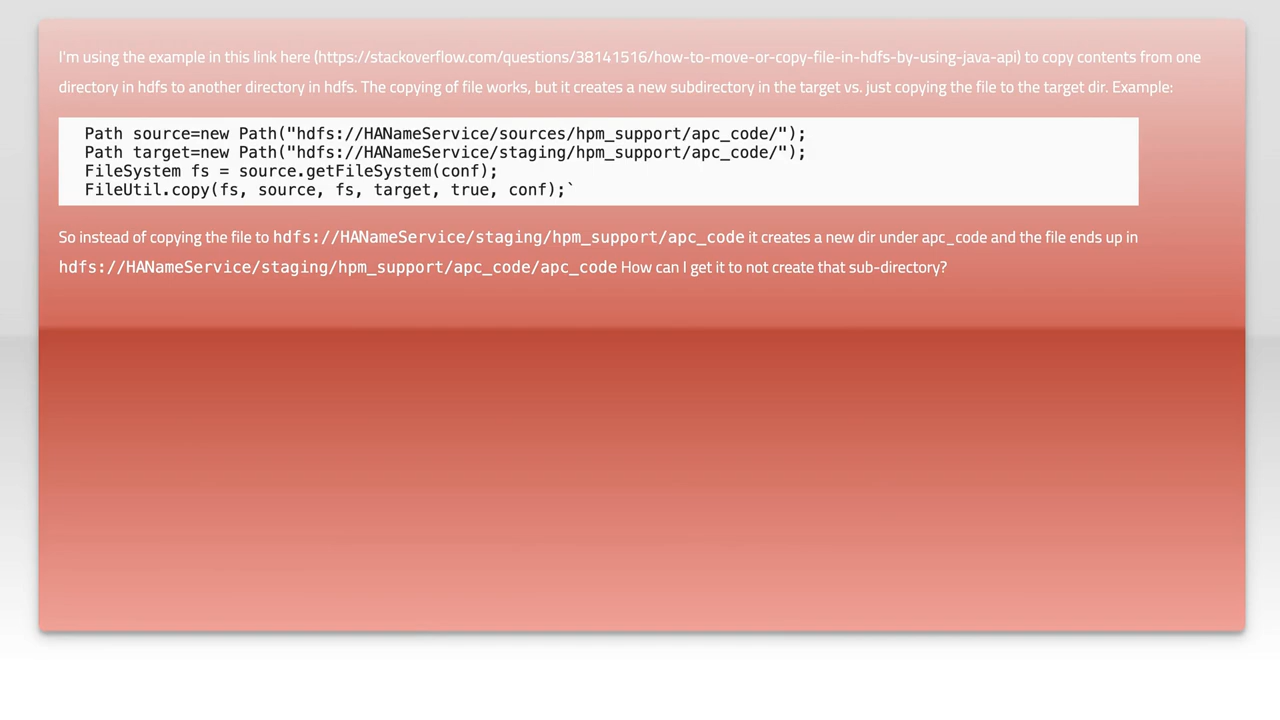 I'm using the example in this link here (https://stackoverflow.com/questions/38141516/how-to-move-or-copy-file-in-hdfs-by-using-java-api) to copy contents from one
directory in hdfs to another directory in hdfs. The copying of file works, but it creates a new subdirectory in the target vs. just copying the file to the target dir. Example:
Path source=new Path("hdfs://HANameService/sources/hpm_support/apc_code/");
Path target=new Path("hdfs://HANameService/staging/hpm_support/apc_code/");
FileSystem fs = source.getFileSystem(conf);
FileUtil.copy(fs, source, fs, target, true, conf);`
So instead of copying the file to hdfs://HANameService/staging/hpm_support/apc_code it creates a new dir under apc_code and the file ends up in
hdfs://HANameService/staging/hpm_support/apc_code/apc_code How can I get it to not create that sub-directory?